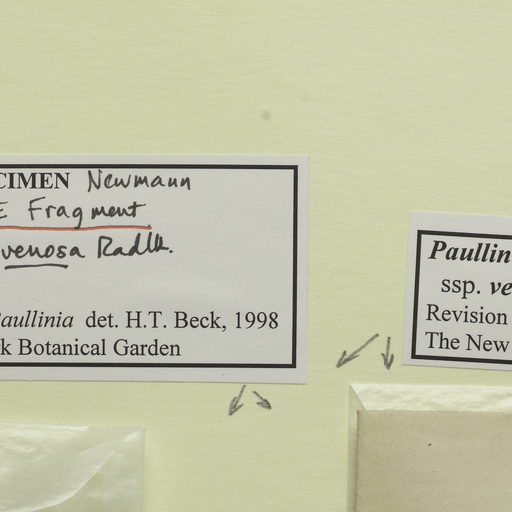 CIMEN Newmann
E Fragment
venosa Radlk.
Paullinia det. H.T. Beck, 1998
k Botanical Garden
Paullin
ssp. ve
Revision
The New